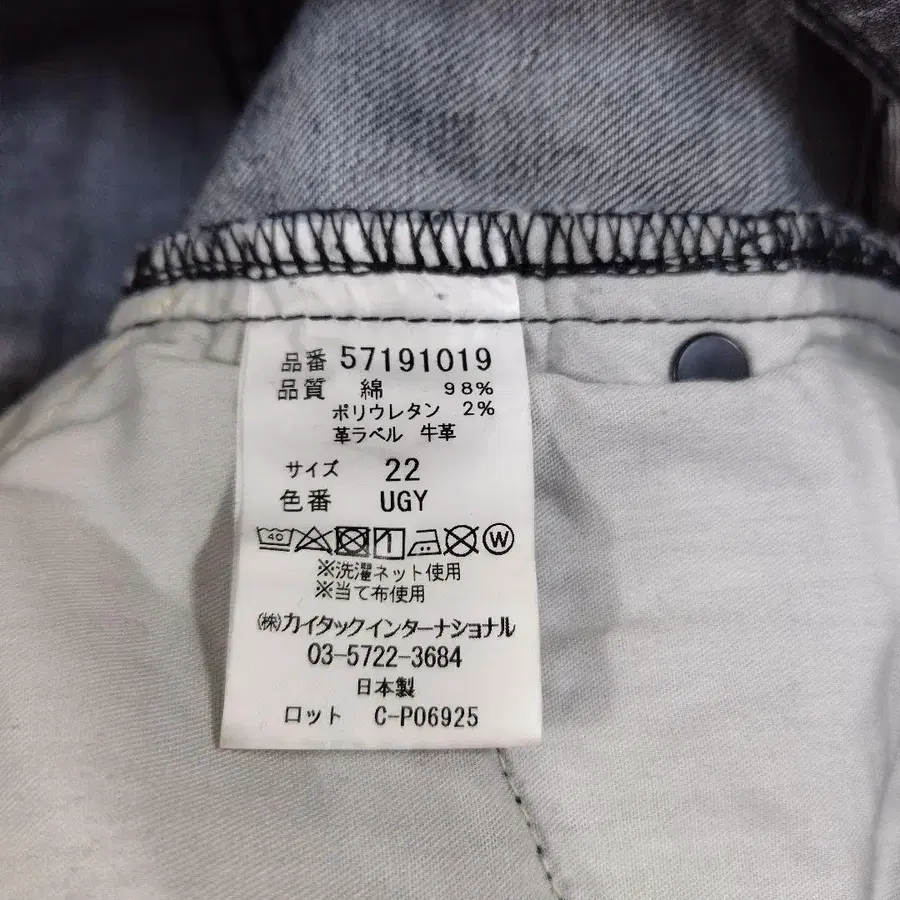 品番 57191019
品質 綿 98%
ポリウレタン 2%
革ラベル 牛革
サイズ 22
色番 UGY
40 W
※洗濯ネット使用
※当て布使用
㈱カイタックインターナショナル
03-5722-3684
日本製
ロット C-P06925